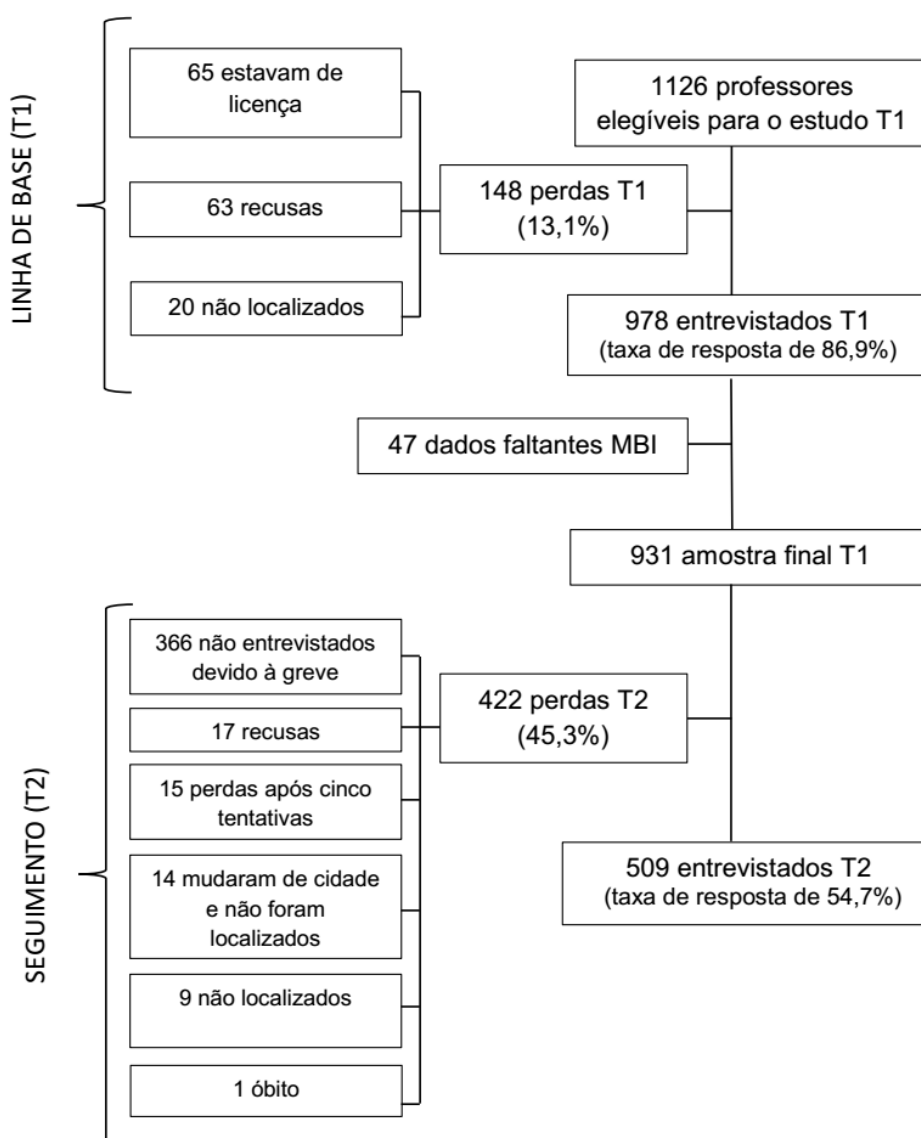 LINHA DE BASE (T1)
65 estavam de
licença
63 recusas
20 não localizados
148 perdas T1
(13,1%)
1126 professores
elegíveis para o estudo T1
978 entrevistados T1
(taxa de resposta de 86,9%)
47 dados faltantes MBI
931 amostra final T1
SEGUIMENTO (T2)
366 não entrevistados
devido à greve
17 recusas
15 perdas após cinco
tentativas
14 mudaram de cidade
e não foram
localizados
9 não localizados
1 óbito
422 perdas T2
(45,3%)
509 entrevistados T2
(taxa de resposta de 54,7%)